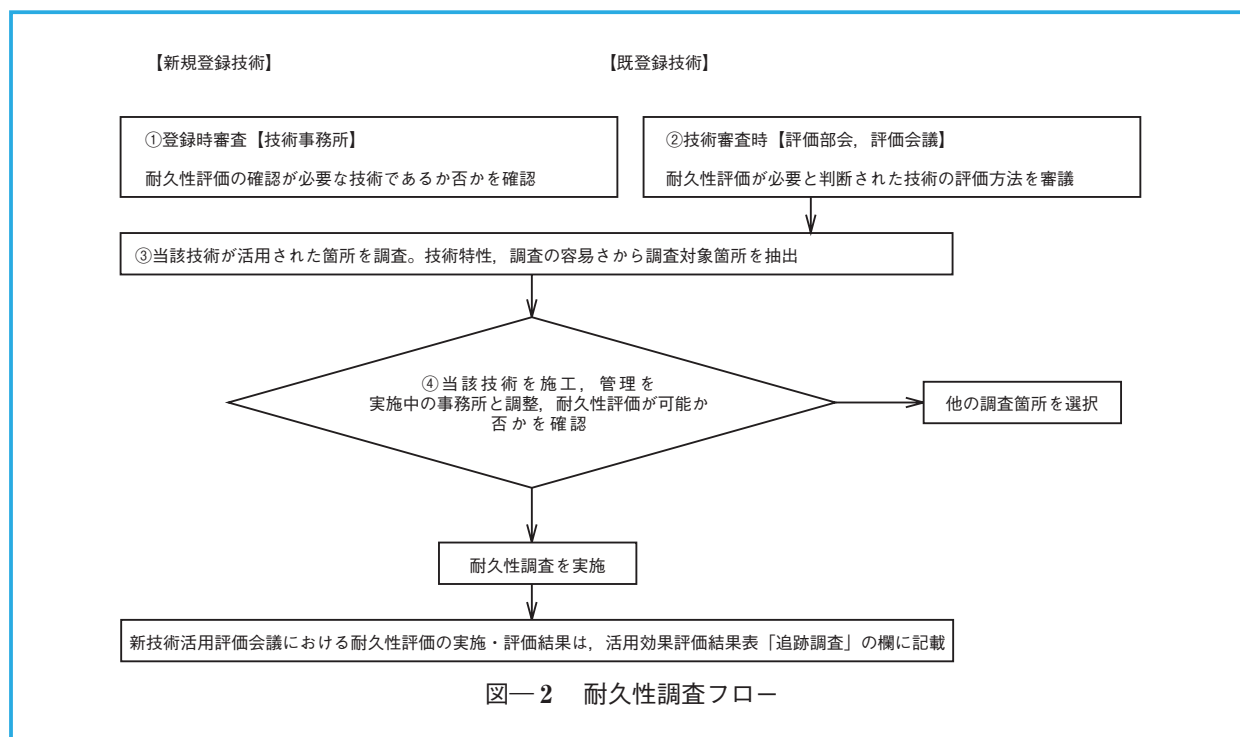 【新規登録技術】
【既登録技術】
①登録時審査【技術事務所】
耐久性評価の確認が必要な技術であるか否かを確認
②技術審査時【評価部会，評価会議】
耐久性評価が必要と判断された技術の評価方法を審議
③当該技術が活用された箇所を調査。技術特性，調査の容易さから調査対象箇所を抽出
④当該技術を施工，管理を
実施中の事務所と調整，耐久性評価が可能か
否かを確認
他の調査箇所を選択
耐久性調査を実施
新技術活用評価会議における耐久性評価の実施・評価結果は，活用効果評価結果表「追跡調査」の欄に記載
図―2　耐久性調査フロー